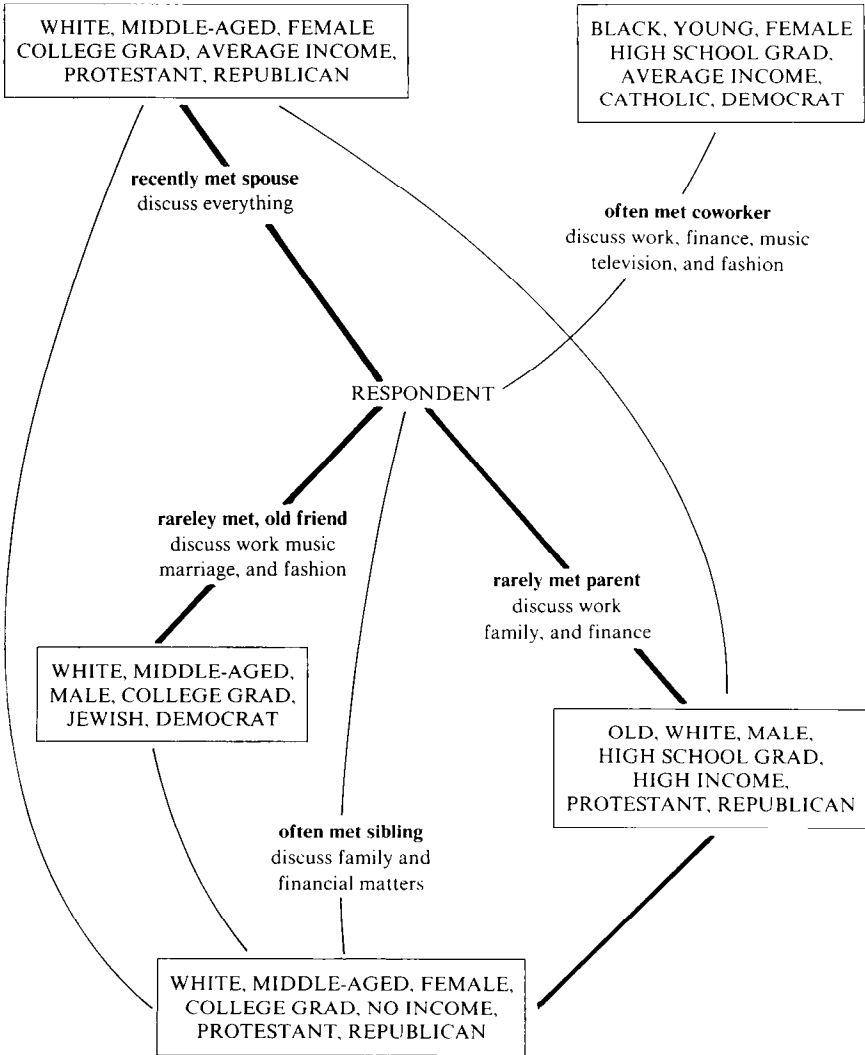 WHITE, MIDDLE-AGED, FEMALE
COLLEGE GRAD, AVERAGE INCOME,
PROTESTANT, REPUBLICAN
BLACK, YOUNG, FEMALE
HIGH SCHOOL GRAD,
AVERAGE INCOME,
CATHOLIC, DEMOCRAT
recently met spouse
discuss everything
often met coworker
discuss work, finance, music
television, and fashion
RESPONDENT
rareley met, old friend
discuss work music
marriage, and fashion
rarely met parent
discuss work
family, and finance
WHITE, MIDDLE-AGED,
MALE, COLLEGE GRAD,
JEWISH, DEMOCRAT
OLD, WHITE, MALE,
HIGH SCHOOL GRAD,
HIGH INCOME,
PROTESTANT, REPUBLICAN
often met sibling
discuss family and
financial matters
WHITE, MIDDLE-AGED, FEMALE,
COLLEGE GRAD, NO INCOME,
PROTESTANT, REPUBLICAN